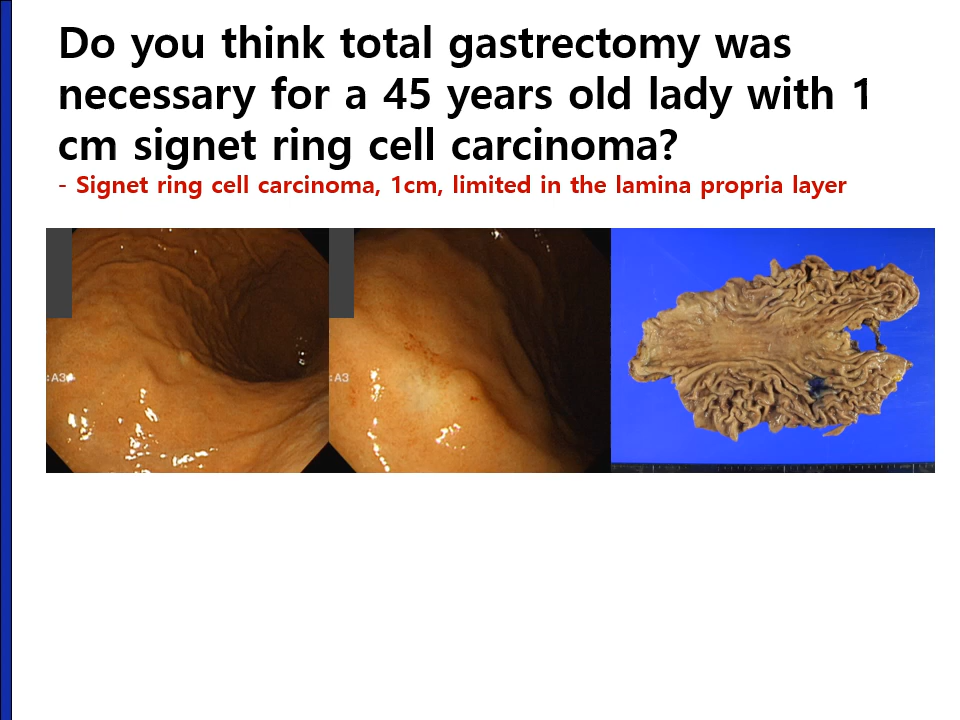 Do you think total gastrectomy was
necessary for a 45 years old lady with 1
cm signet ring cell carcinoma?
- Signet ring cell carcinoma, 1cm, limited in the lamina propria layer
:A3
:A3